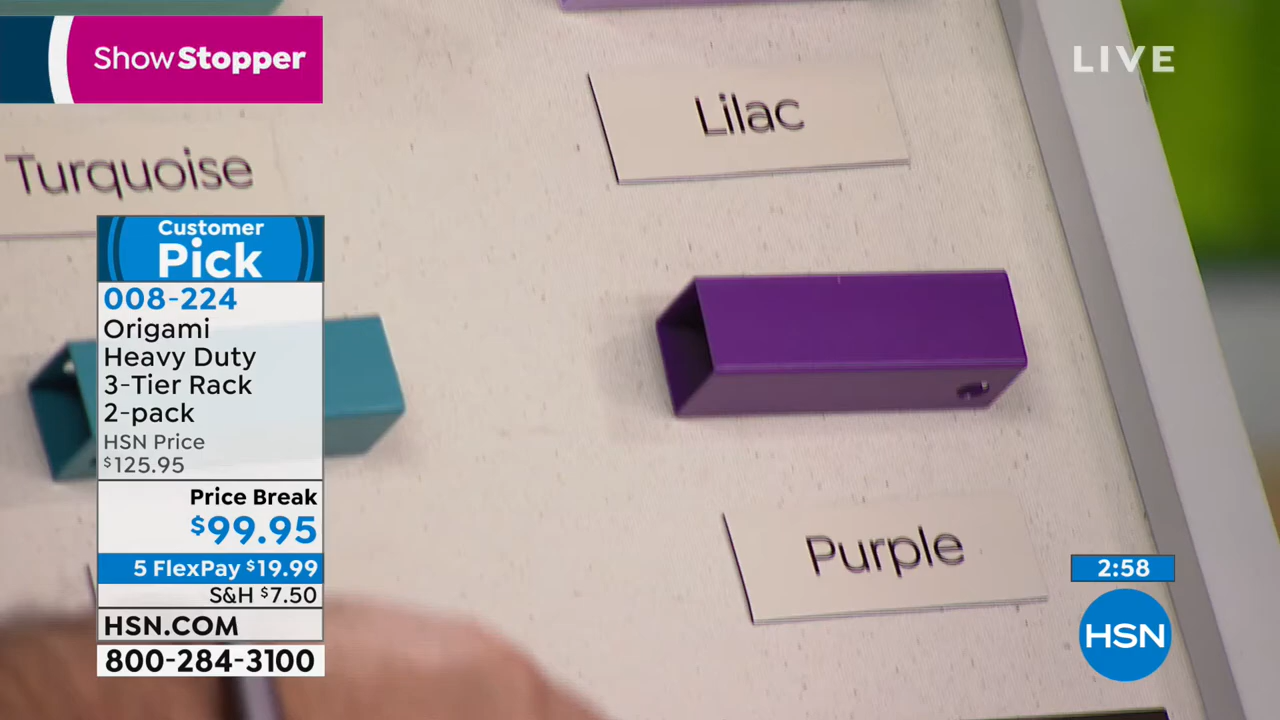 ShowStopper
LIVE
Lilac
Turquoise
Customer
Pick
008-224
Origami
Heavy Duty
3-Tier Rack
2-pack
HSN Price
$125.95
Price Break
$99.95
5 FlexPay $19.99
S&H $7.50
HSN.COM
800-284-3100
Purple
2:58
HSN